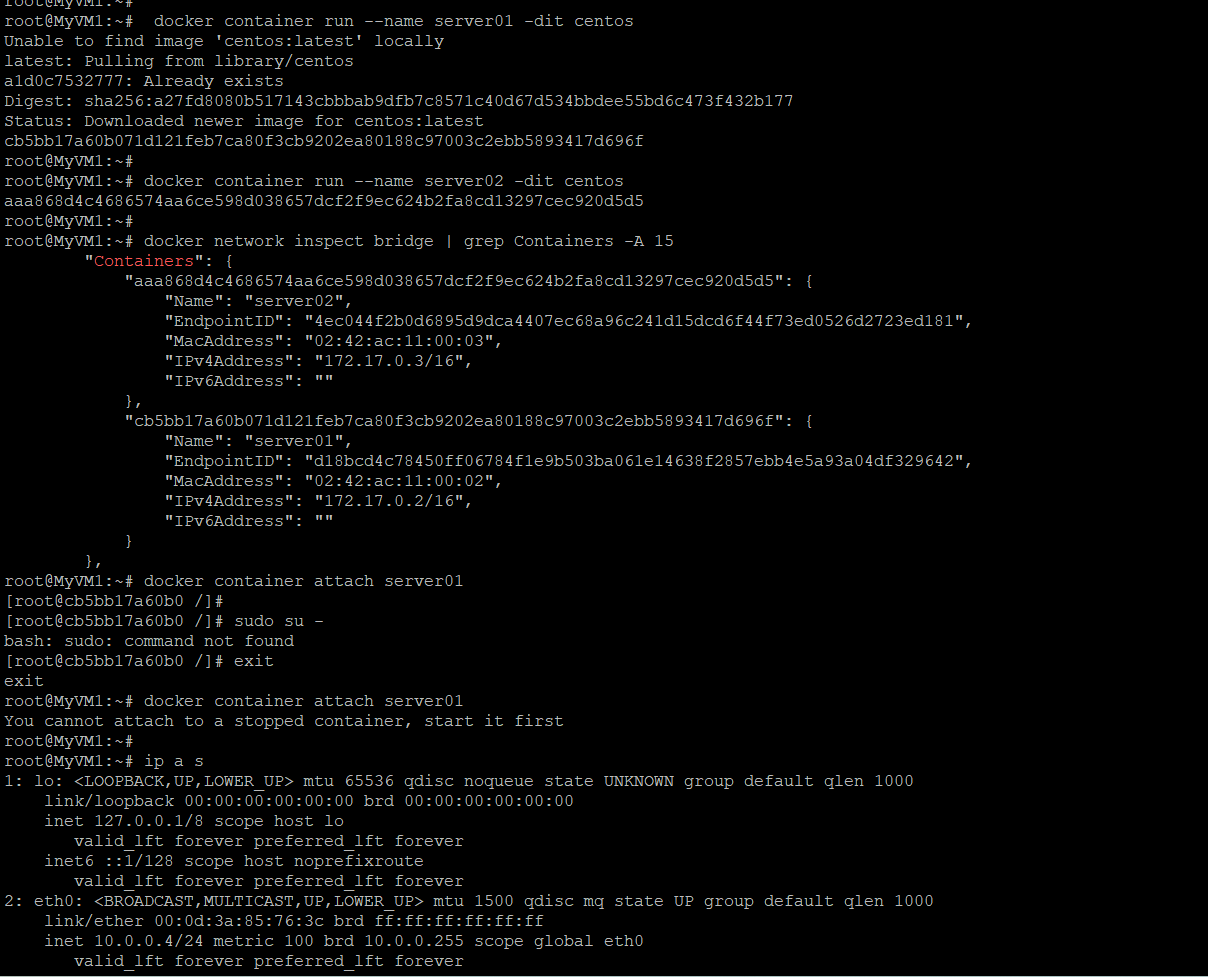 root@MyVM1:~#
root@MyVM1:~#  docker container run --name server01 -dit centos
Unable to find image 'centos:latest' locally
latest: Pulling from library/centos
a1d0c7532777: Already exists
Digest: sha256:a27fd8080b517143cbbbab9dfb7c8571c40d67d534bbdee55bd6c473f432b177
Status: Downloaded newer image for centos:latest
cb5bb17a60b071d121feb7ca80f3cb9202ea80188c97003c2ebb5893417d696f
root@MyVM1:~#
root@MyVM1:~# docker container run --name server02 -dit centos
aaa868d4c4686574aa6ce598d038657dcf2f9ec624b2fa8cd13297cec920d5d5
root@MyVM1:~#
root@MyVM1:~# docker network inspect bridge | grep Containers -A 15
        "Containers": {
            "aaa868d4c4686574aa6ce598d038657dcf2f9ec624b2fa8cd13297cec920d5d5": {
                "Name": "server02",
                "EndpointID": "4ec044f2b0d6895d9dca4407ec68a96c241d15dcd6f44f73ed0526d2723ed181",
                "MacAddress": "02:42:ac:11:00:03",
                "IPv4Address": "172.17.0.3/16",
                "IPv6Address": ""
            },
            "cb5bb17a60b071d121feb7ca80f3cb9202ea80188c97003c2ebb5893417d696f": {
                "Name": "server01",
                "EndpointID": "d18bcd4c78450ff06784f1e9b503ba061e14638f2857ebb4e5a93a04df329642",
                "MacAddress": "02:42:ac:11:00:02",
                "IPv4Address": "172.17.0.2/16",
                "IPv6Address": ""
            }
        },
root@MyVM1:~# docker container attach server01
[root@cb5bb17a60b0 /]#
[root@cb5bb17a60b0 /]# sudo su -
bash: sudo: command not found
[root@cb5bb17a60b0 /]# exit
exit
root@MyVM1:~# docker container attach server01
You cannot attach to a stopped container, start it first
root@MyVM1:~#
root@MyVM1:~# ip a s
1: lo: <LOOPBACK,UP,LOWER_UP> mtu 65536 qdisc noqueue state UNKNOWN group default qlen 1000
    link/loopback 00:00:00:00:00:00 brd 00:00:00:00:00:00
    inet 127.0.0.1/8 scope host lo
       valid_lft forever preferred_lft forever
    inet6 ::1/128 scope host noprefixroute
       valid_lft forever preferred_lft forever
2: eth0: <BROADCAST,MULTICAST,UP,LOWER_UP> mtu 1500 qdisc mq state UP group default qlen 1000
    link/ether 00:0d:3a:85:76:3c brd ff:ff:ff:ff:ff:ff
    inet 10.0.0.4/24 metric 100 brd 10.0.0.255 scope global eth0
       valid_lft forever preferred_lft forever